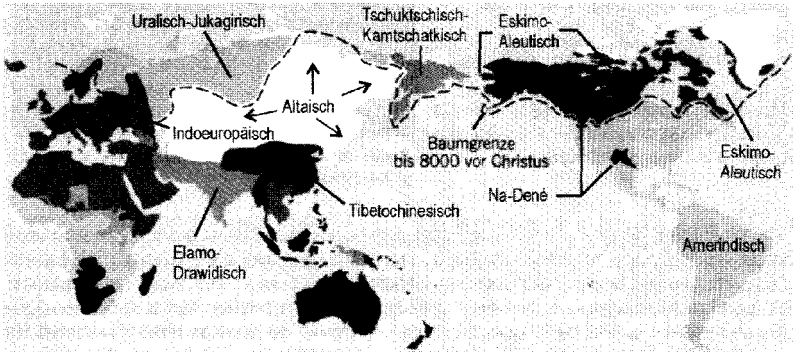 Uralisch-Jukagirisch
Tschuktschisch-
Kamtschatkisch
Eskimo-
Aleutisch
Altaisch
Indoeuropäisch
Baumgrenze
bis 8000 vor Christus
Eskimo-
Aleutisch
Na-Dené
Tibetochinesisch
Elamo-
Drawidisch
Amerindisch